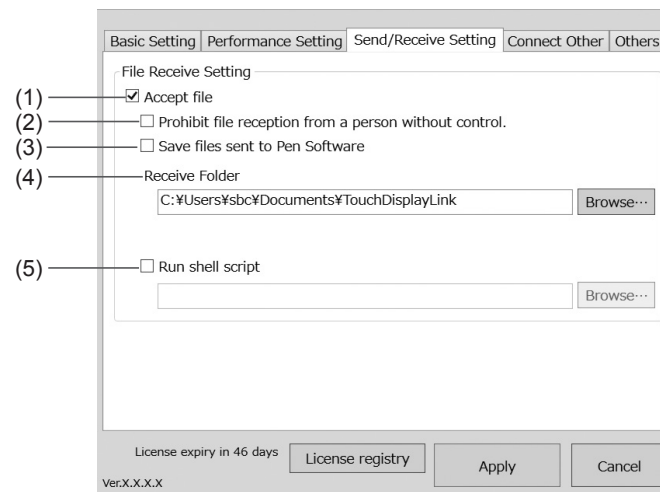 Basic Setting Performance Setting Send/Receive Setting Connect Other Others
File Receive Setting
(1) Accept file
(2) Prohibit file reception from a person without control.
(3) Save files sent to Pen Software
(4) Receive Folder
C:¥Users¥sbc¥Documents¥TouchDisplayLink Browse…
(5) Run shell script
Browse…
License expiry in 46 days License registry Apply Cancel
Ver.X.X.X.X